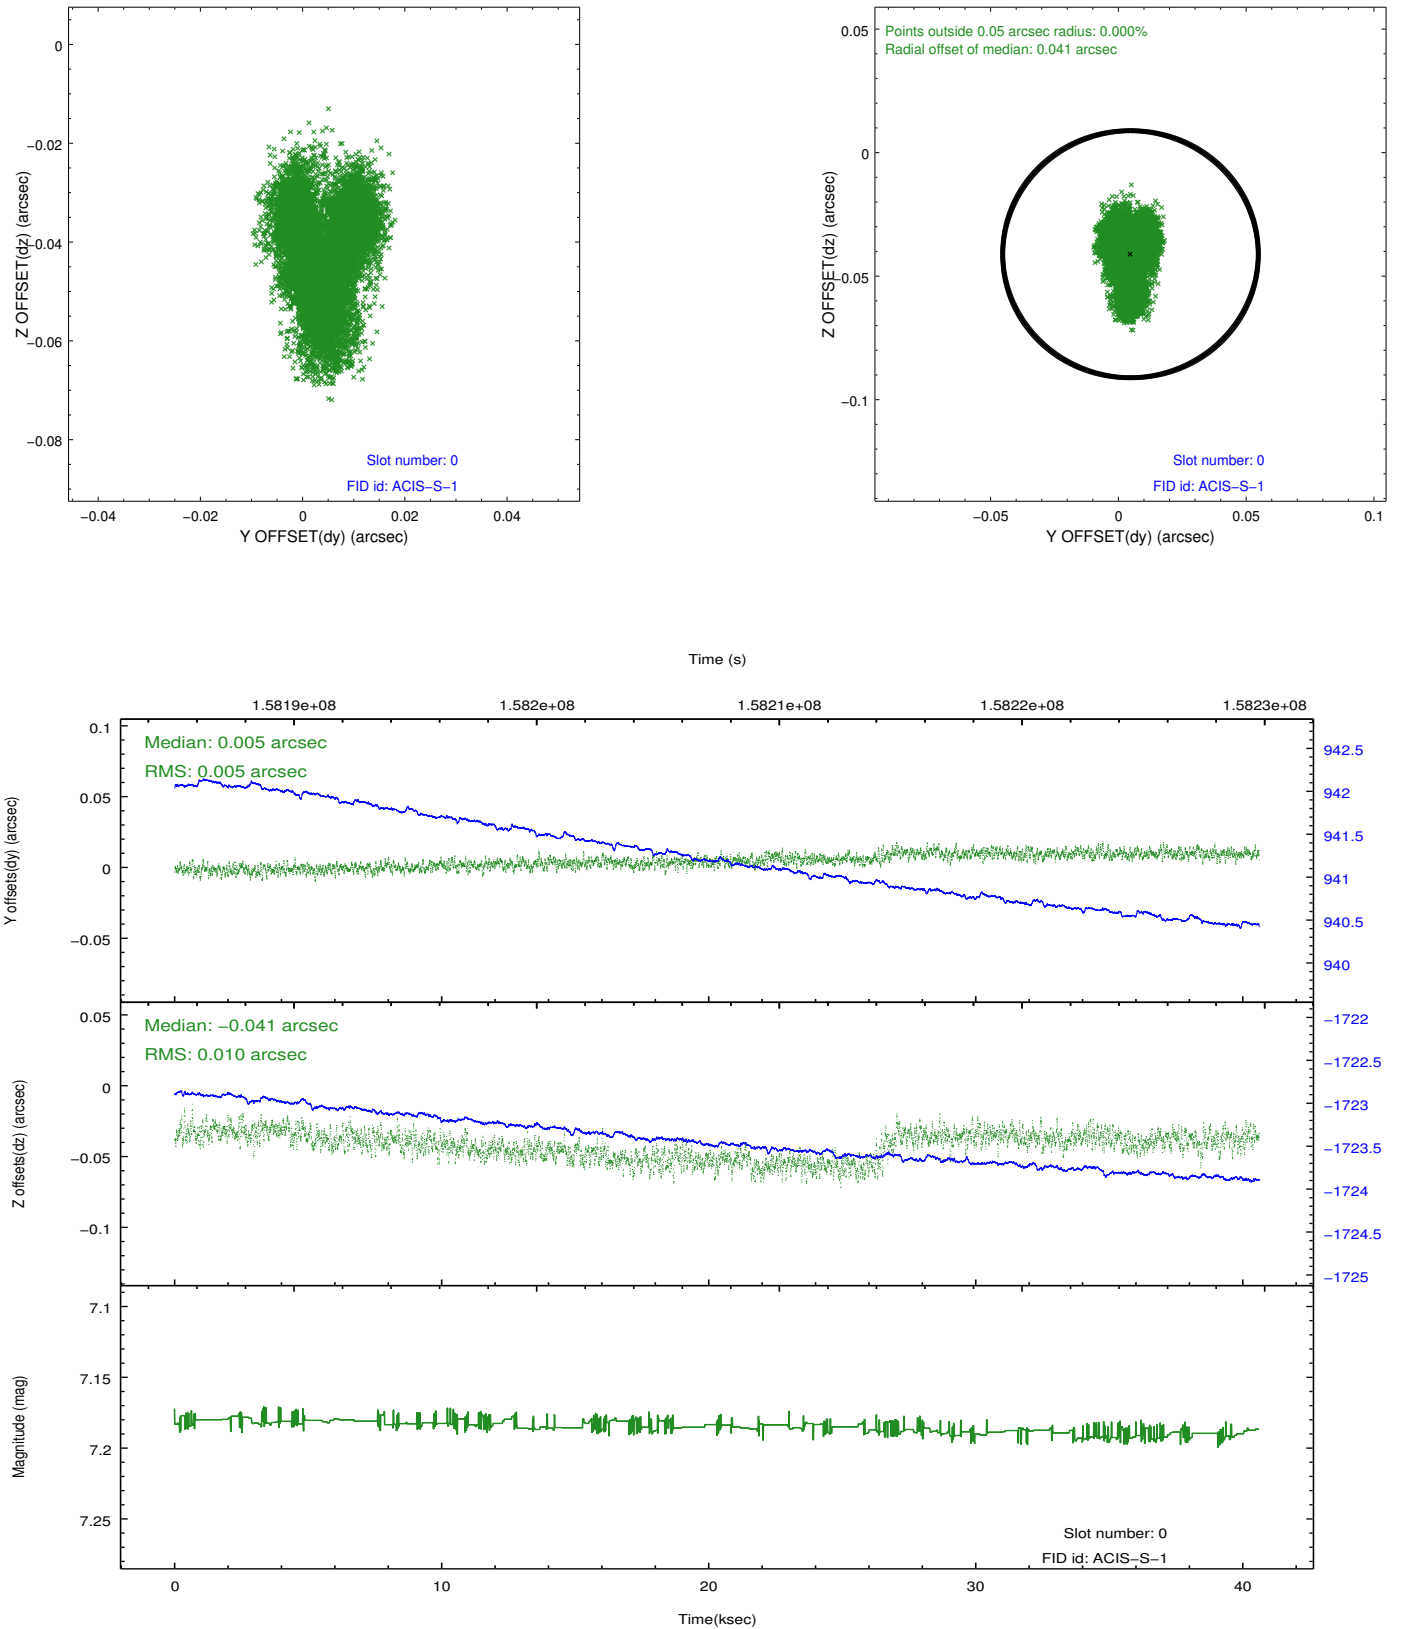 0
−0.02
−0.04
−0.06
−0.08
Z OFFSET(dz) (arcsec)
Slot number: 0
FID id: ACIS−S−1
−0.04 −0.02 0 0.02 0.04
Y OFFSET(dy) (arcsec)
Points outside 0.05 arcsec radius: 0.000%
Radial offset of median: 0.041 arcsec
0.05
0
−0.05
−0.1
Z OFFSET(dz) (arcsec)
Slot number: 0
FID id: ACIS−S−1
−0.05 0 0.05 0.1
Y OFFSET(dy) (arcsec)
Time (s)
1.5819e+08 1.582e+08 1.5821e+08 1.5822e+08 1.5823e+08
Median: 0.005 arcsec
RMS: 0.005 arcsec
0.1
0.05
0
−0.05
Y offsets(dy) (arcsec)
942.5
942
941.5
941
940.5
940
Median: −0.041 arcsec
RMS: 0.010 arcsec
0.05
0
−0.05
−0.1
Z offsets(dz) (arcsec)
−1722
−1722.5
−1723
−1723.5
−1724
−1724.5
−1725
7.1
7.15
7.2
7.25
Magnitude (mag)
Slot number: 0
FID id: ACIS−S−1
0 10 20 30 40
Time(ksec)